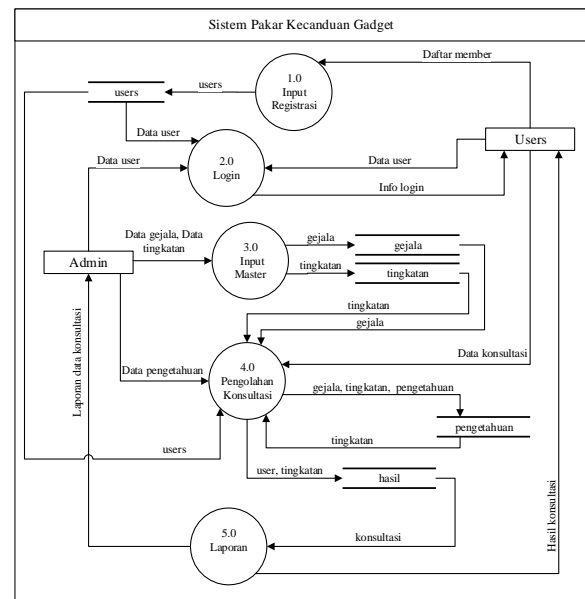 Sistem Pakar Kecanduan Gadget
Daftar member
1.0
Input
Registrasi
users
users
Data user
Users
2.0
Login
Data user
Data user
Info login
Data gejala, Data
tingkatan
3.0
Input
Master
gejala
gejala
tingkatan
tingkatan
Admin
tingkatan
gejala
Data konsultasi
Laporan data konsultasi
4.0
Pengolahan
Konsultasi
Data pengetahuan
gejala, tingkatan, pengetahuan
pengetahuan
tingkatan
users
user, tingkatan
hasil
Hasil konsultasi
5.0
Laporan
konsultasi